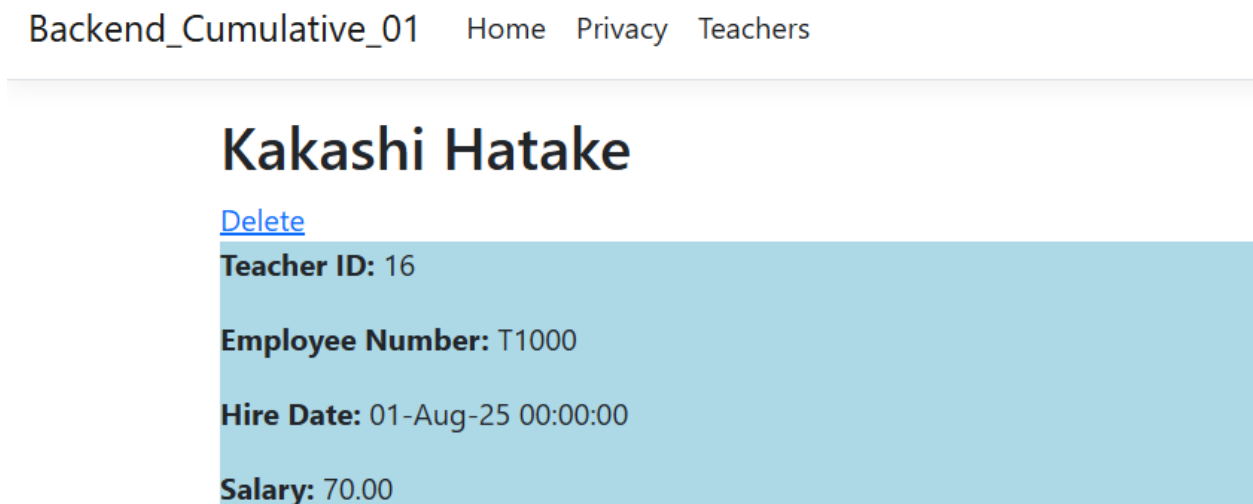 Backend_Cumulative_01 Home Privacy Teachers
Kakashi Hatake
Delete
Teacher ID: 16
Employee Number: T1000
Hire Date: 01-Aug-25 00:00:00
Salary: 70.00